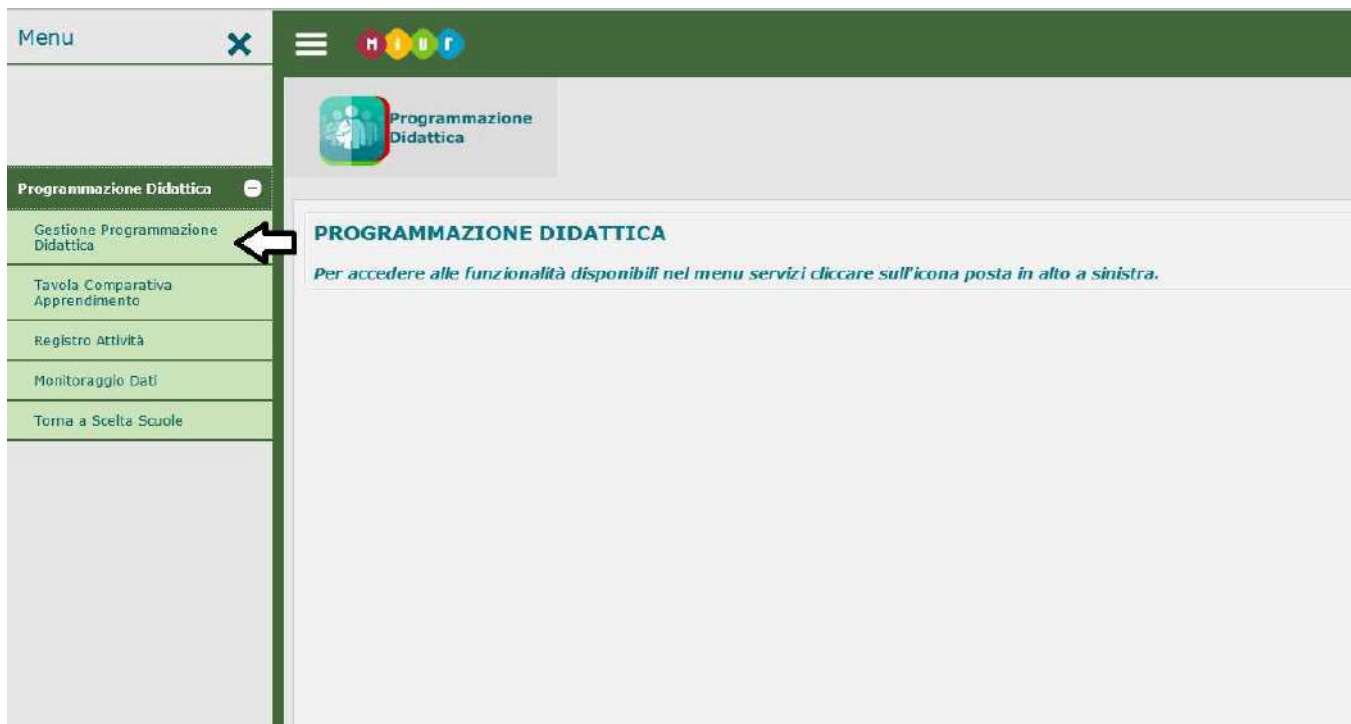 Menu
MIUr
Programmazione
Didattica
Programmazione Didattica
Gestione Programmazione
Didattica
Tavola Comparativa
Apprendimento
Registro Attività
Monitoraggio Dati
Torna a Scelta Scuole
PROGRAMMAZIONE DIDATTICA
Per accedere alle funzionalità disponibili nel menu servizi cliccare sull'icona posta in alto a sinistra.